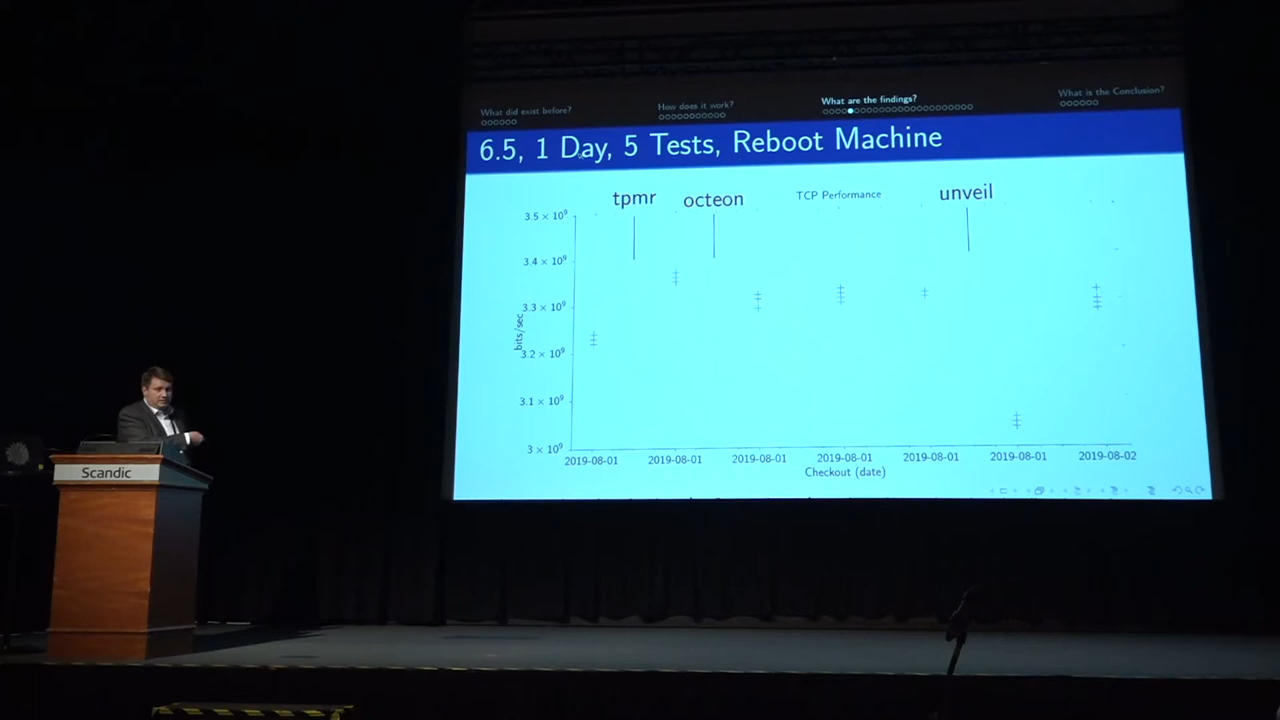 What did exist before?
How does it work?
What are the findings?
What is the Conclusion?
6.5, 1 Day, 5 Tests, Reboot Machine
tpmr
octeon
TCP Performance
unveil
3.5 × 10⁹
3.4 × 10⁹
3.3 × 10⁹
3.2 × 10⁹
3.1 × 10⁹
3 × 10⁹
bits/sec
2019-08-01 2019-08-01 2019-08-01 2019-08-01 2019-08-01 2019-08-01 2019-08-02
Checkout (date)
Scandic